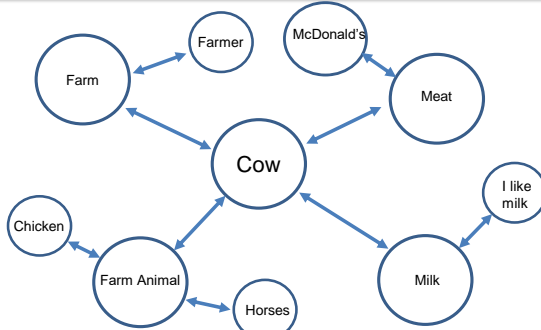 Farmer
McDonald's
Farm
Meat
Cow
I like
milk
Chicken
Farm Animal
Milk
Horses